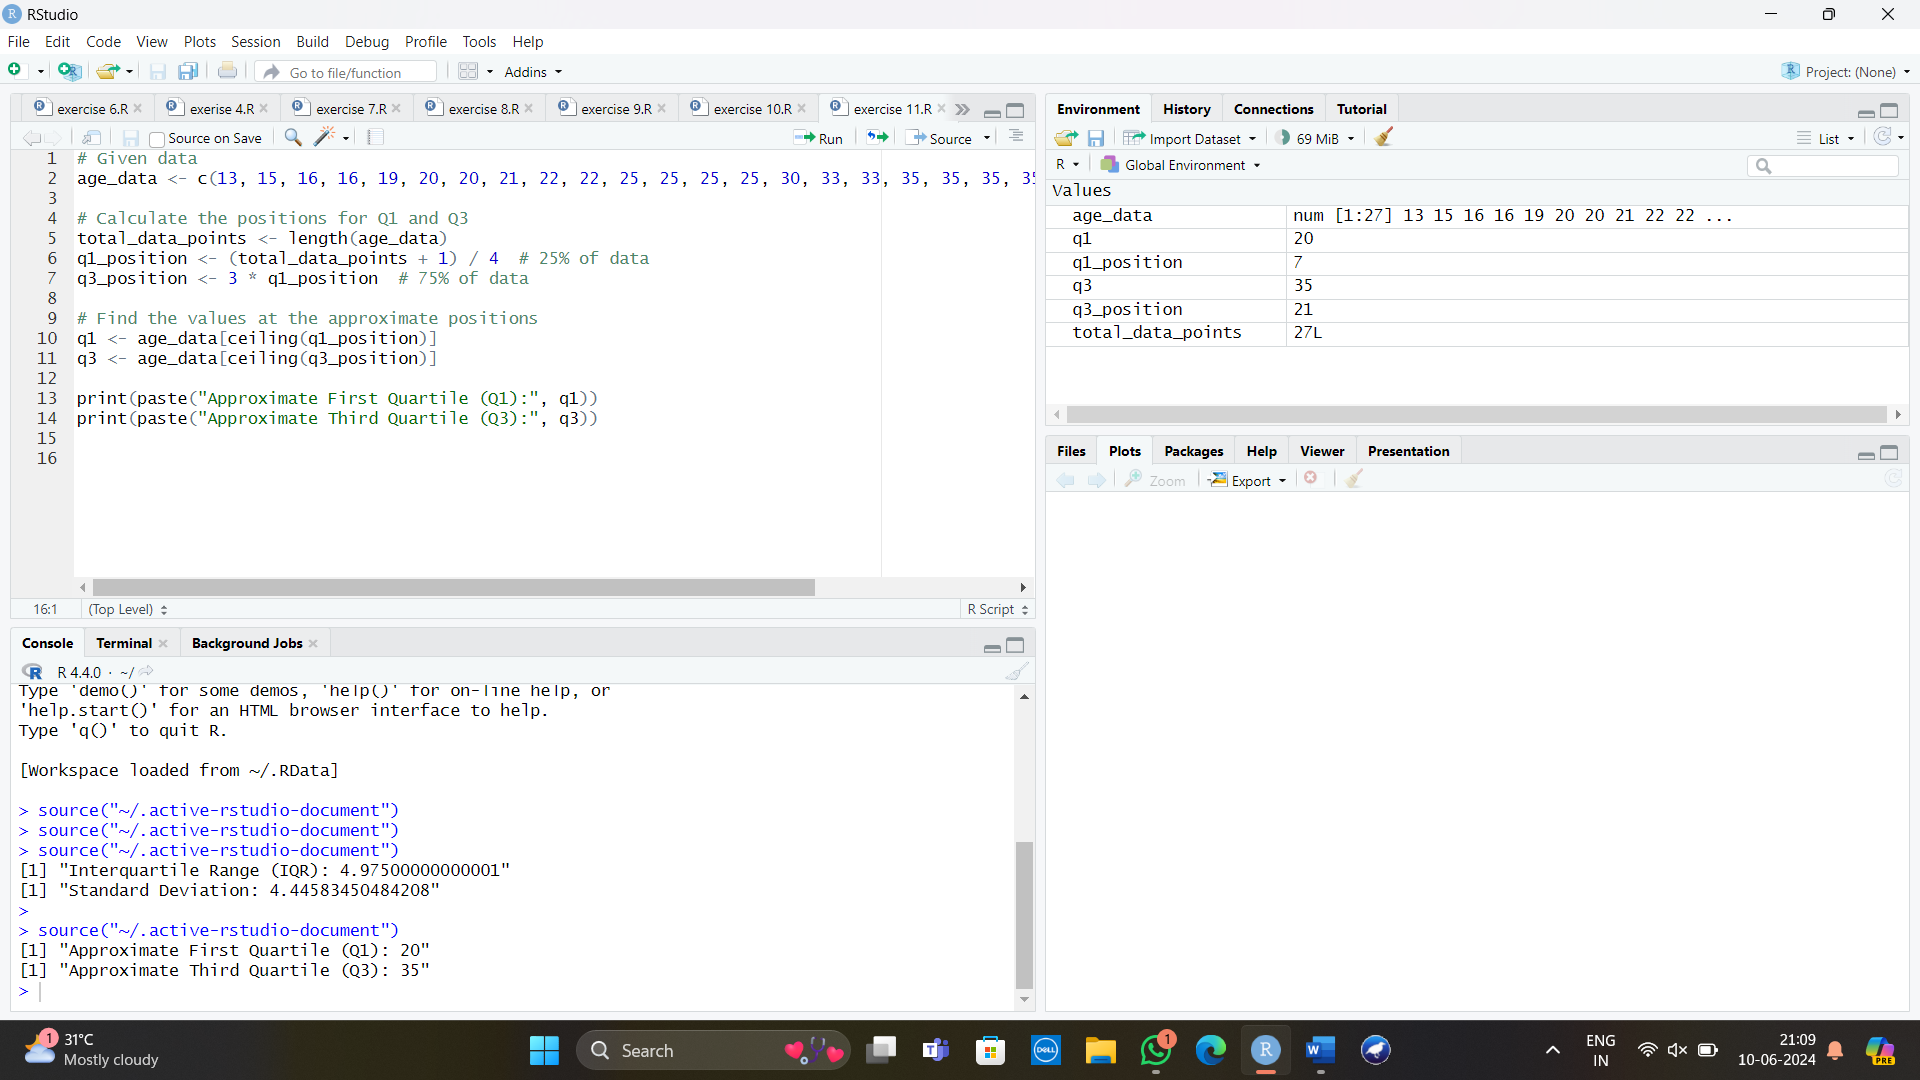 RStudio
File Edit Code View Plots Session Build Debug Profile Tools Help
Go to file/function Addins Project: (None)
exercise 6.R exerise 4.R exercise 7.R exercise 8.R exercise 9.R exercise 10.R exercise 11.R
Source on Save Run Source
1 # Given data
2 age_data <- c(13, 15, 16, 16, 19, 20, 20, 21, 22, 22, 25, 25, 25, 25, 30, 33, 33, 35, 35, 35, 35
3
4 # Calculate the positions for Q1 and Q3
5 total_data_points <- length(age_data)
6 q1_position <- (total_data_points + 1) / 4 # 25% of data
7 q3_position <- 3 * q1_position # 75% of data
8
9 # Find the values at the approximate positions
10 q1 <- age_data[ceiling(q1_position)]
11 q3 <- age_data[ceiling(q3_position)]
12
13 print(paste("Approximate First Quartile (Q1):", q1))
14 print(paste("Approximate Third Quartile (Q3):", q3))
15
16
16:1 (Top Level) R Script
Console Terminal Background Jobs
R 4.4.0 · ~/
Type 'demo()' for some demos, 'help()' for on-line help, or
'help.start()' for an HTML browser interface to help.
Type 'q()' to quit R.
[Workspace loaded from ~/.RData]
> source("~/.active-rstudio-document")
> source("~/.active-rstudio-document")
> source("~/.active-rstudio-document")
[1] "Interquartile Range (IQR): 4.97500000000001"
[1] "Standard Deviation: 4.44583450484208"
>
> source("~/.active-rstudio-document")
[1] "Approximate First Quartile (Q1): 20"
[1] "Approximate Third Quartile (Q3): 35"
>
Environment History Connections Tutorial
Import Dataset 69 MiB List
R Global Environment
Values
age_data num [1:27] 13 15 16 16 19 20 20 21 22 22 ...
q1 20
q1_position 7
q3 35
q3_position 21
total_data_points 27L
Files Plots Packages Help Viewer Presentation
Zoom Export
1 31°C
Mostly cloudy
Search
DELL
1
R
W
ENG
IN
21:09
10-06-2024
PRE